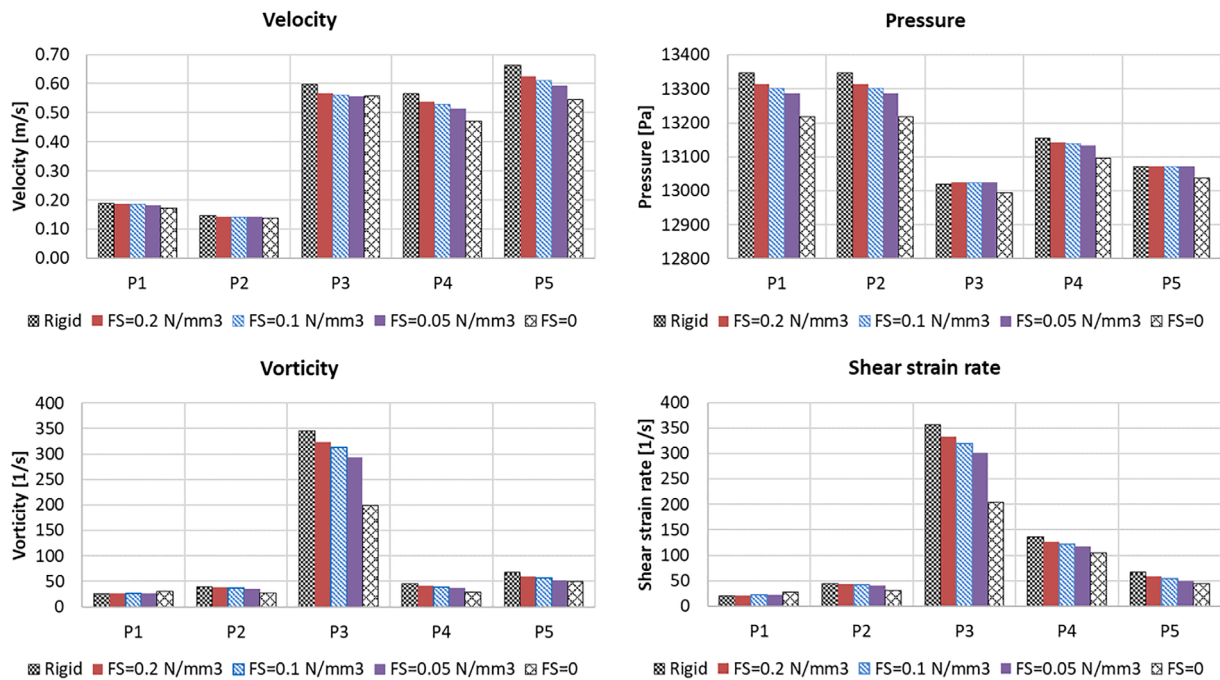 Velocity
Velocity [m/s]
0.70
0.60
0.50
0.40
0.30
0.20
0.10
0.00
P1 P2 P3 P4 P5
Rigid FS=0.2 N/mm3 FS=0.1 N/mm3 FS=0.05 N/mm3 FS=0
Pressure
Pressure [Pa]
13400
13300
13200
13100
13000
12900
12800
P1 P2 P3 P4 P5
Rigid FS=0.2 N/mm3 FS=0.1 N/mm3 FS=0.05 N/mm3 FS=0
Vorticity
Vorticity [1/s]
400
350
300
250
200
150
100
50
0
P1 P2 P3 P4 P5
Rigid FS=0.2 N/mm3 FS=0.1 N/mm3 FS=0.05 N/mm3 FS=0
Shear strain rate
Shear strain rate [1/s]
400
350
300
250
200
150
100
50
0
P1 P2 P3 P4 P5
Rigid FS=0.2 N/mm3 FS=0.1 N/mm3 FS=0.05 N/mm3 FS=0